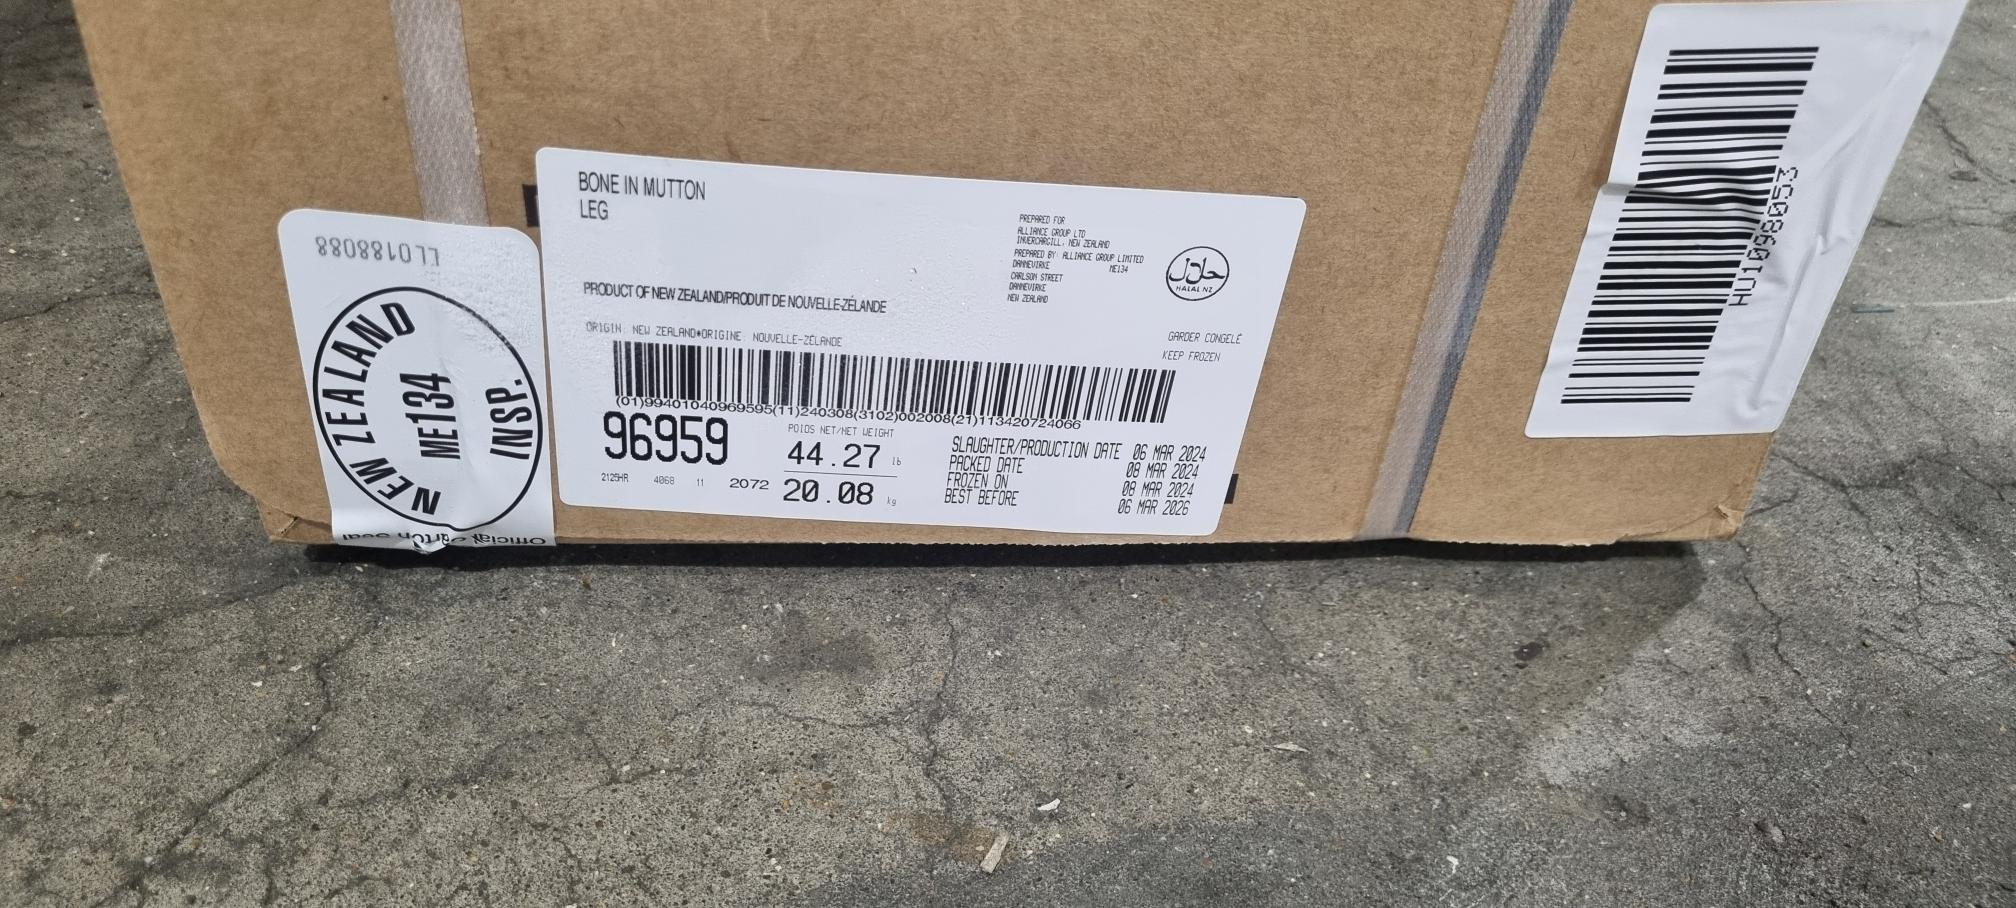 LL0188088
NEW ZEALAND
ME134
INSP.
Official Carton Seal
BONE IN MUTTON
LEG
PREPARED FOR
ALLIANCE GROUP LTD
INVERCARGILL, NEW ZEALAND
PREPARED BY: ALLIANCE GROUP LIMITED
DANNEVIRKE ME134
CARLSON STREET
DANNEVIRKE
NEW ZEALAND
حلال
HALAL NZ
PRODUCT OF NEW ZEALAND/PRODUIT DE NOUVELLE-ZÉLANDE
ORIGIN: NEW ZEALAND*ORIGINE: NOUVELLE-ZÉLANDE
GARDER CONGELÉ
KEEP FROZEN
(01)99401040969595(11)240308(3102)002008(21)113420724066
96959
POIDS NET/NET WEIGHT
44.27 lb
20.08 kg
2125HR 4068 11 2072
SLAUGHTER/PRODUCTION DATE 06 MAR 2024
PACKED DATE 08 MAR 2024
FROZEN ON 08 MAR 2024
BEST BEFORE 06 MAR 2026
HU1098053